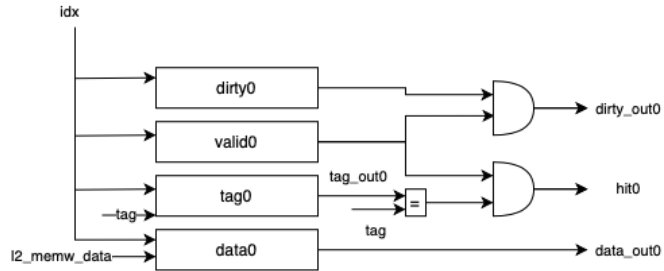 idx
dirty0
dirty_out0
valid0
tag_out0
tag0
=
hit0
tag
tag
data0
l2_memw_data
data_out0